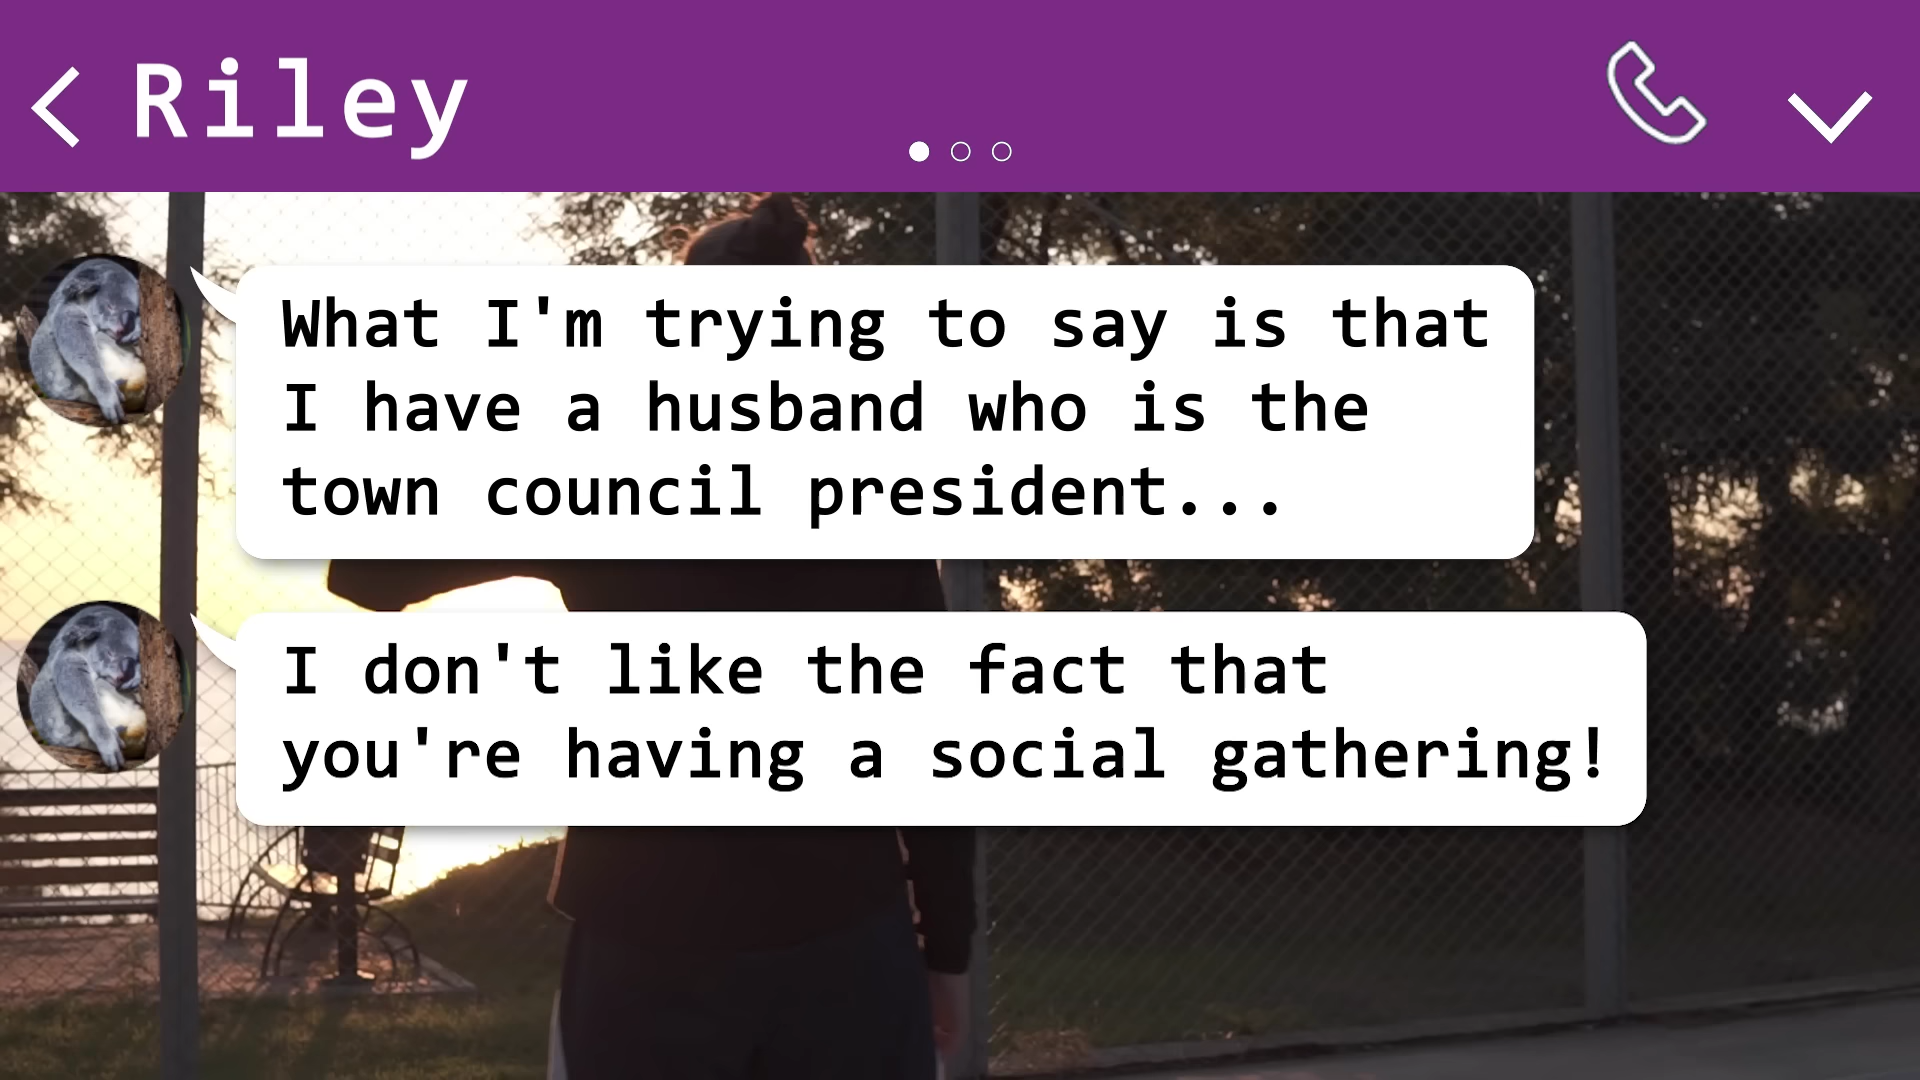 Riley
What I'm trying to say is that
I have a husband who is the
town council president...
I don't like the fact that
you're having a social gathering!